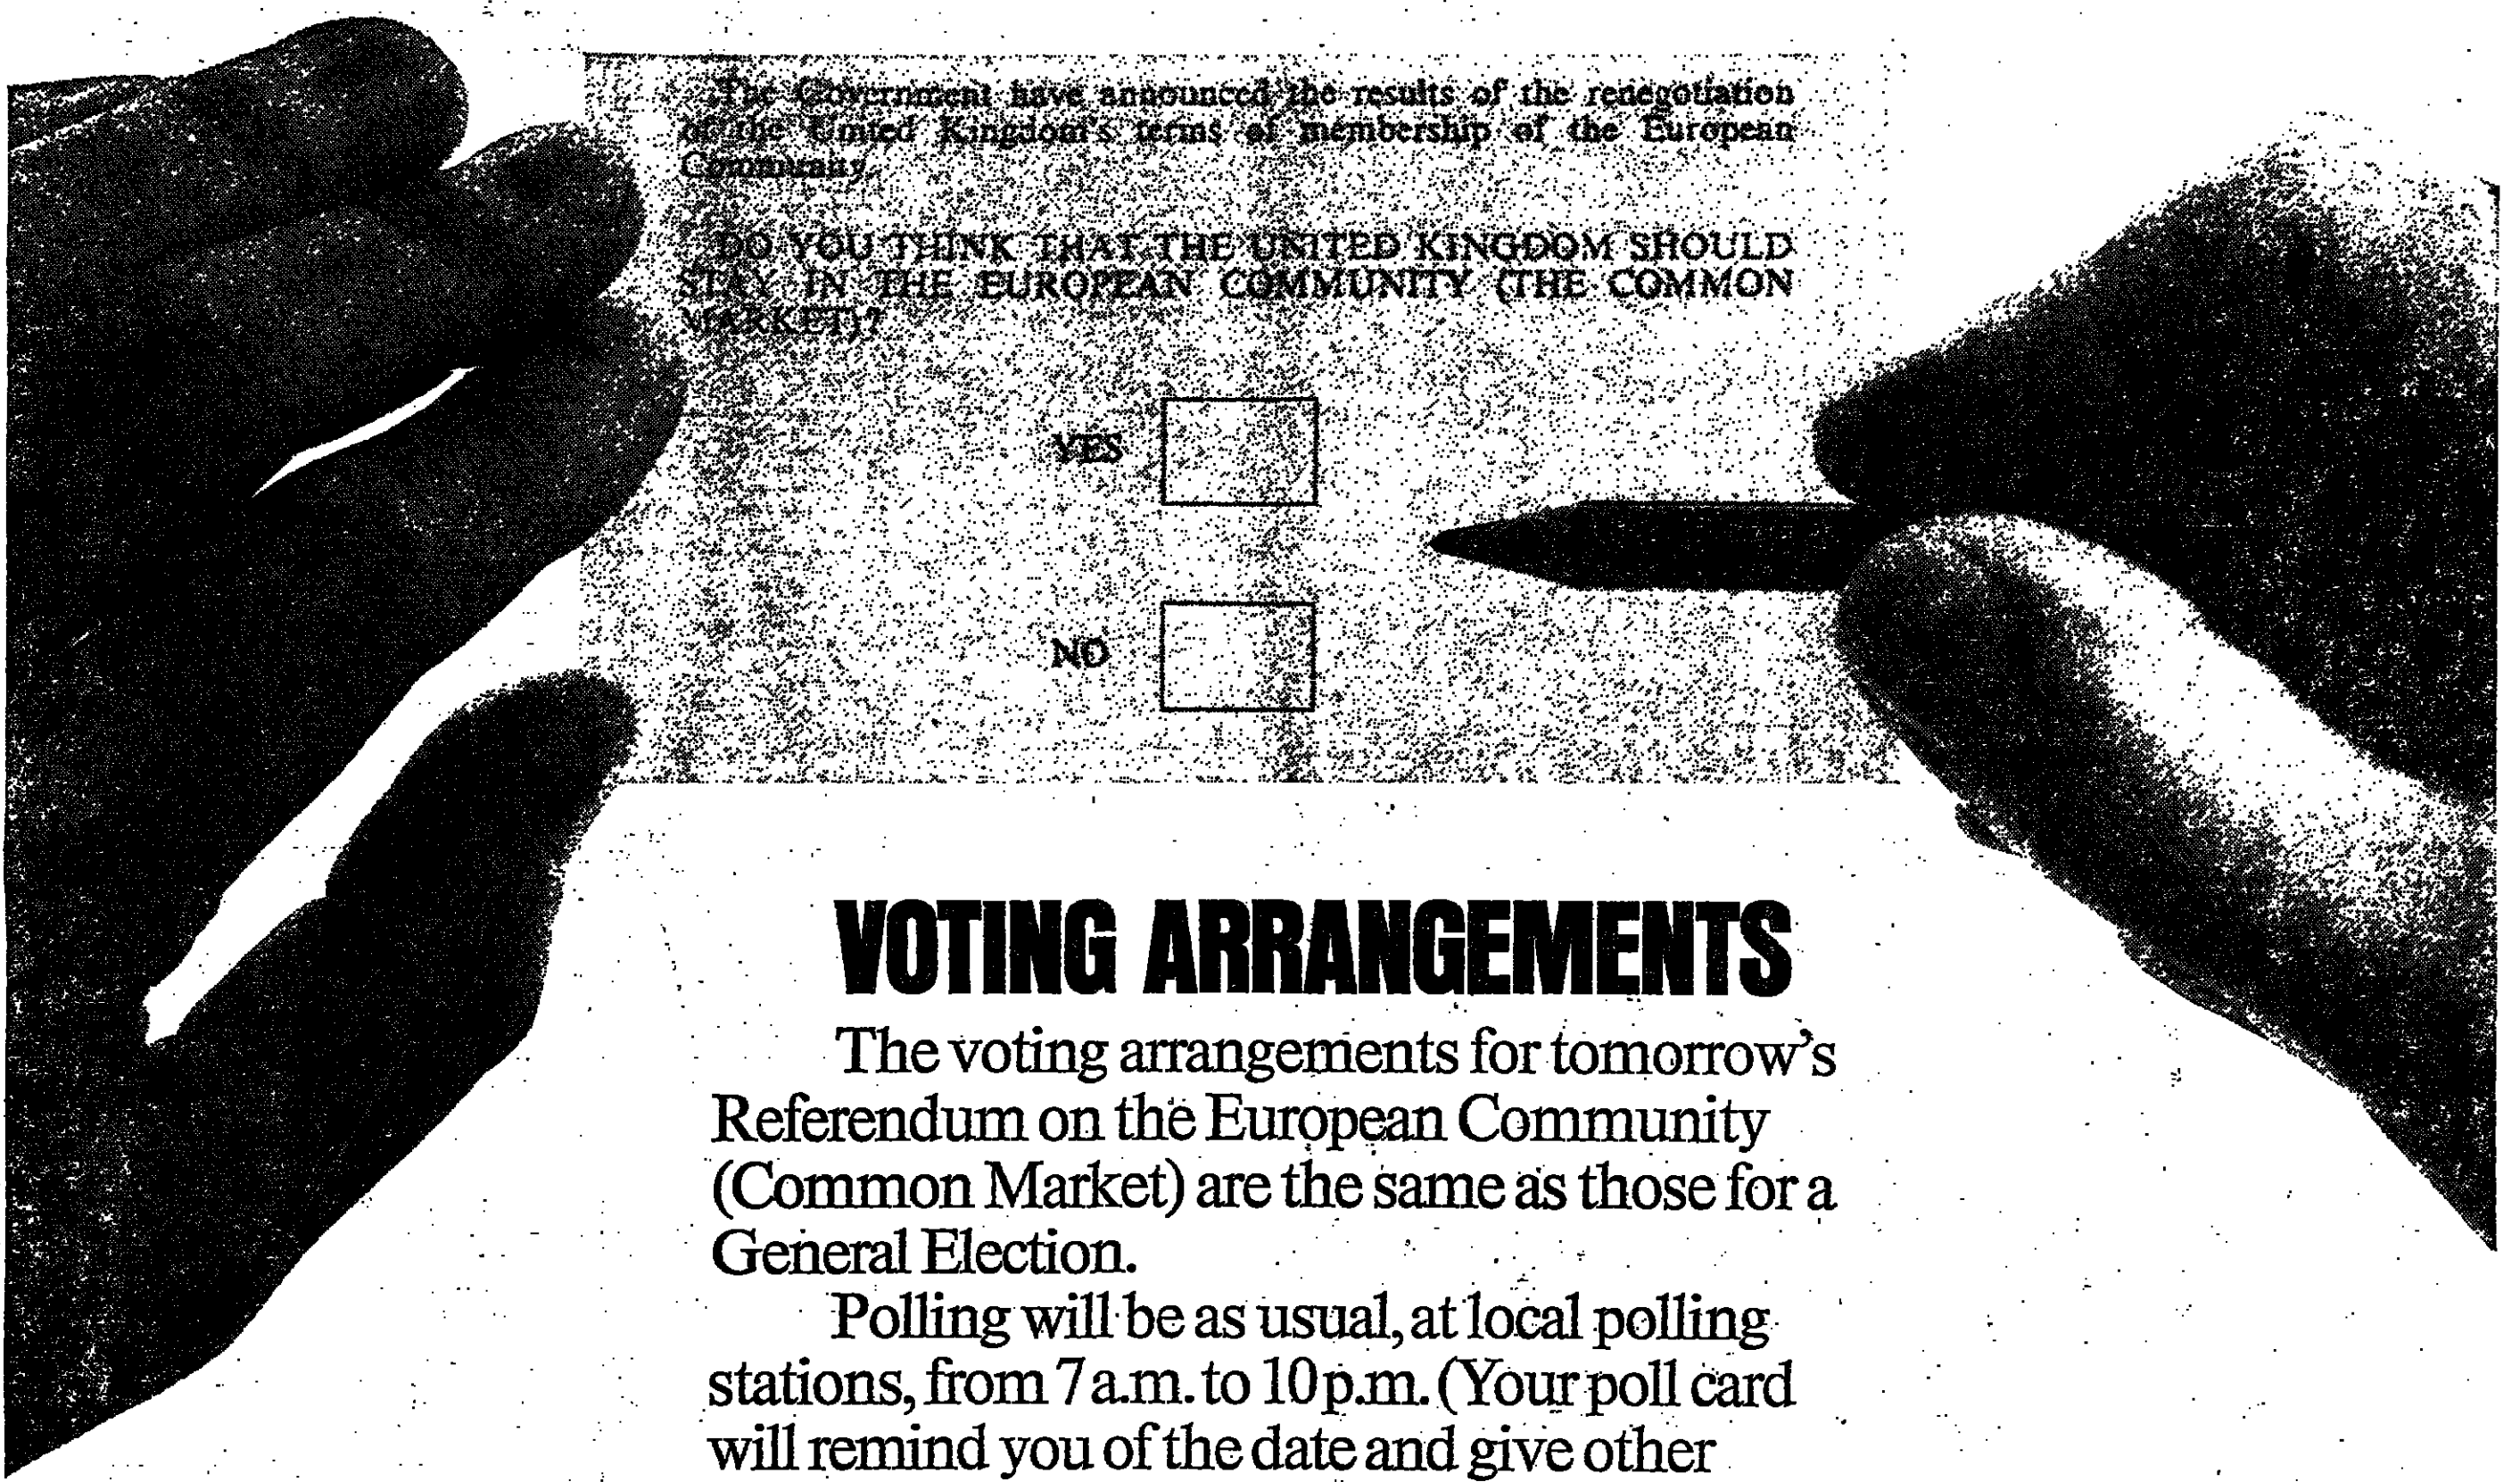 The Government have announced the results of the renegotiation
of the United Kingdom's terms of membership of the European
Community.
DO YOU THINK THAT THE UNITED KINGDOM SHOULD
STAY IN THE EUROPEAN COMMUNITY (THE COMMON
MARKET)?
YES
NO
VOTING ARRANGEMENTS
The voting arrangements for tomorrow's
Referendum on the European Community
(Common Market) are the same as those for a
General Election.
Polling will be as usual, at local polling
stations, from 7 a.m. to 10 p.m. (Your poll card
will remind you of the date and give other